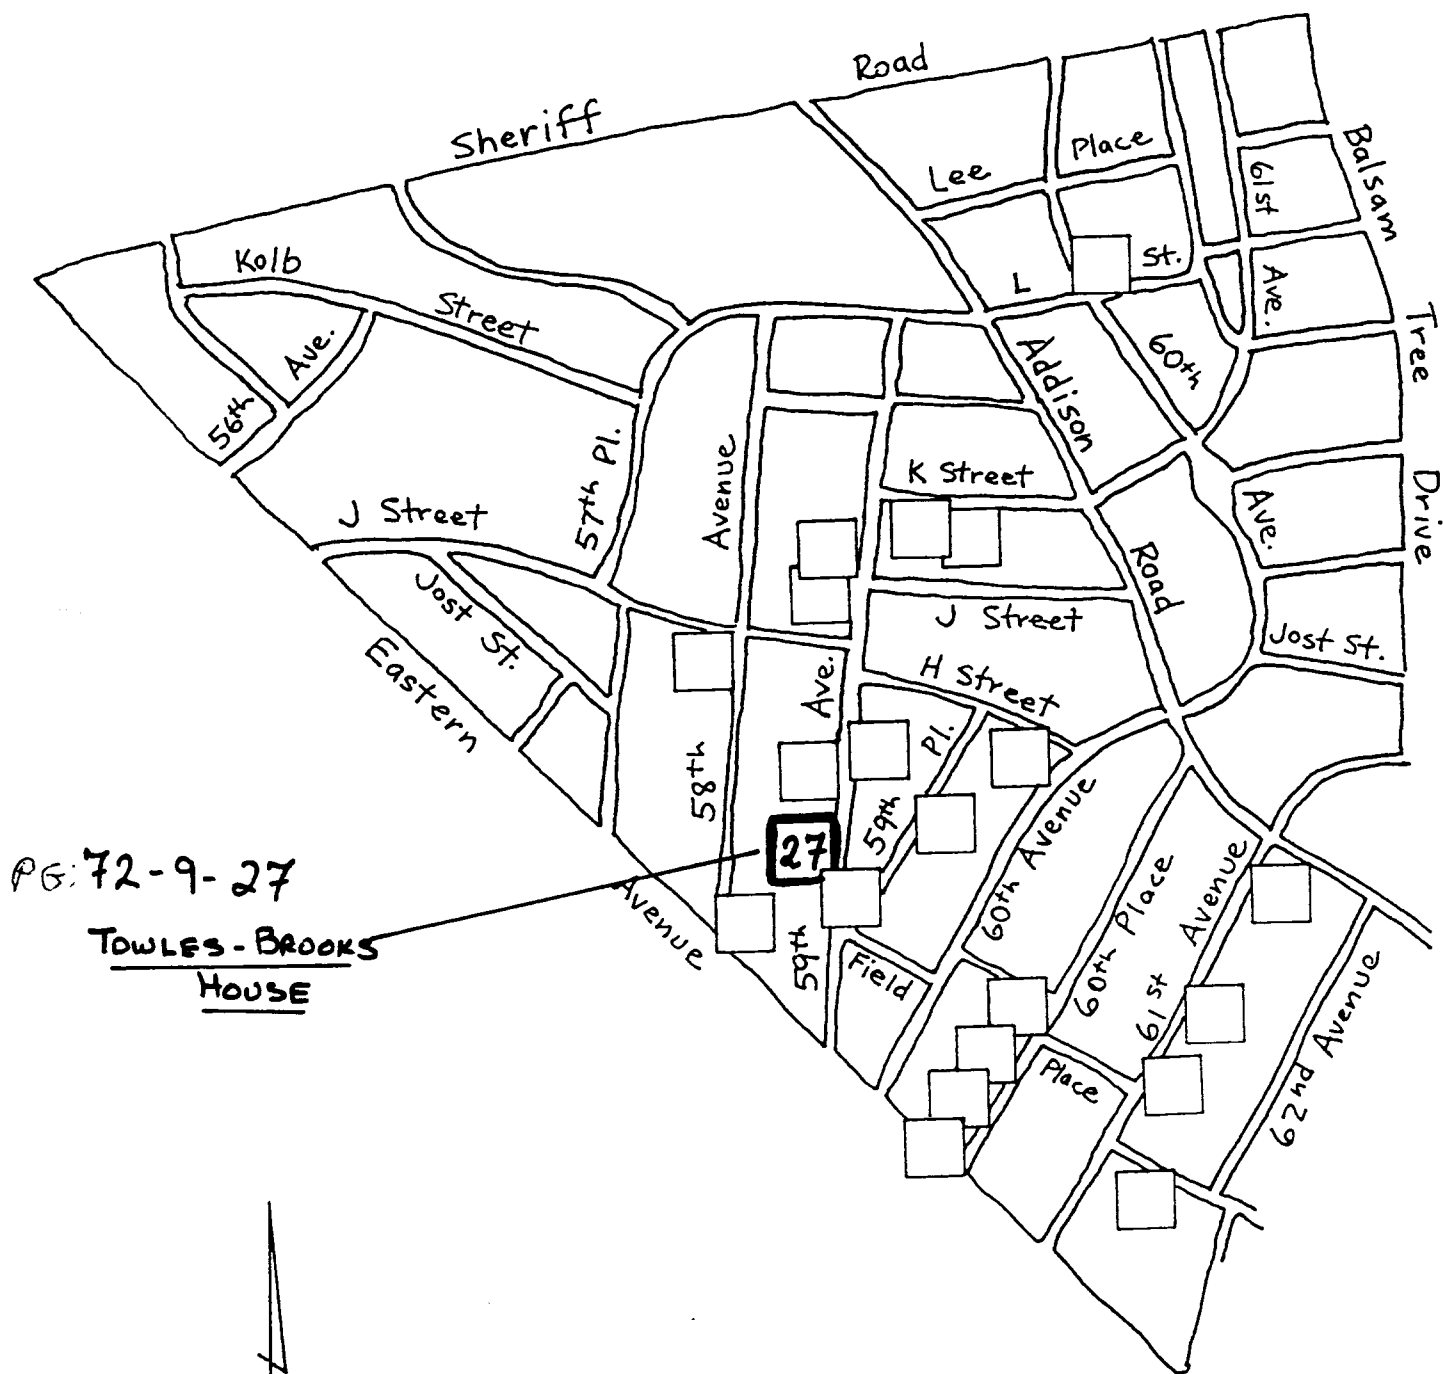 Sheriff Road
Lee Place
Balsam Tree Drive
61st Ave.
Kolb Street
L St.
56th Ave.
Addison Road
60th Ave.
57th Pl.
K Street
J Street
Jost St.
J Street
H Street
Jost St.
Eastern Avenue
58th Avenue
59th Ave.
59th Pl.
27
60th Avenue
60th Place
61st Avenue
62nd Avenue
Field Place
PG: 72-9-27
TOWLES-BROOKS
HOUSE